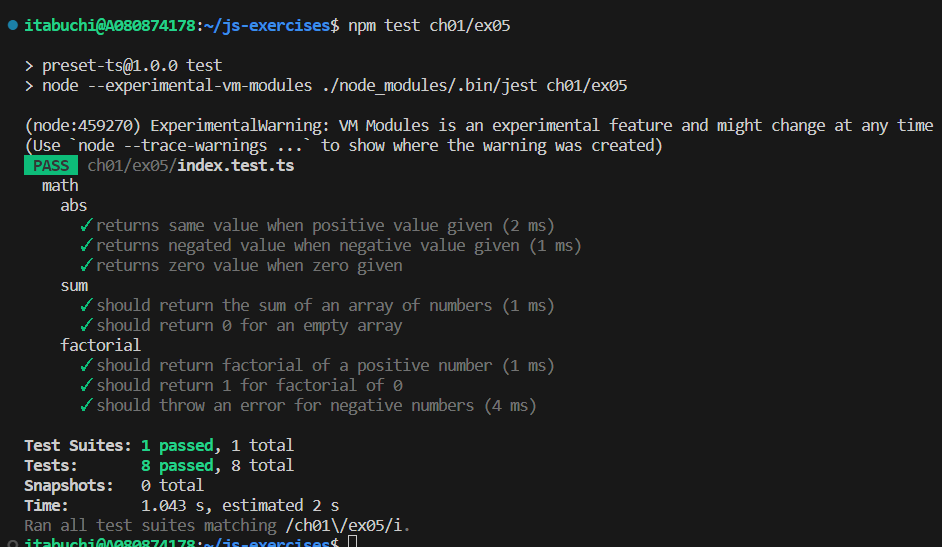 itabuchi@A080874178:~/js-exercises$ npm test ch01/ex05
> preset-ts@1.0.0 test
> node --experimental-vm-modules ./node_modules/.bin/jest ch01/ex05
(node:459270) ExperimentalWarning: VM Modules is an experimental feature and might change at any time
(Use `node --trace-warnings ...` to show where the warning was created)
PASS ch01/ex05/index.test.ts
math
abs
✓ returns same value when positive value given (2 ms)
✓ returns negated value when negative value given (1 ms)
✓ returns zero value when zero given
sum
✓ should return the sum of an array of numbers (1 ms)
✓ should return 0 for an empty array
factorial
✓ should return factorial of a positive number (1 ms)
✓ should return 1 for factorial of 0
✓ should throw an error for negative numbers (4 ms)
Test Suites: 1 passed, 1 total
Tests: 8 passed, 8 total
Snapshots: 0 total
Time: 1.043 s, estimated 2 s
Ran all test suites matching /ch01\/ex05/i.
itabuchi@A080874178:~/js-exercises$